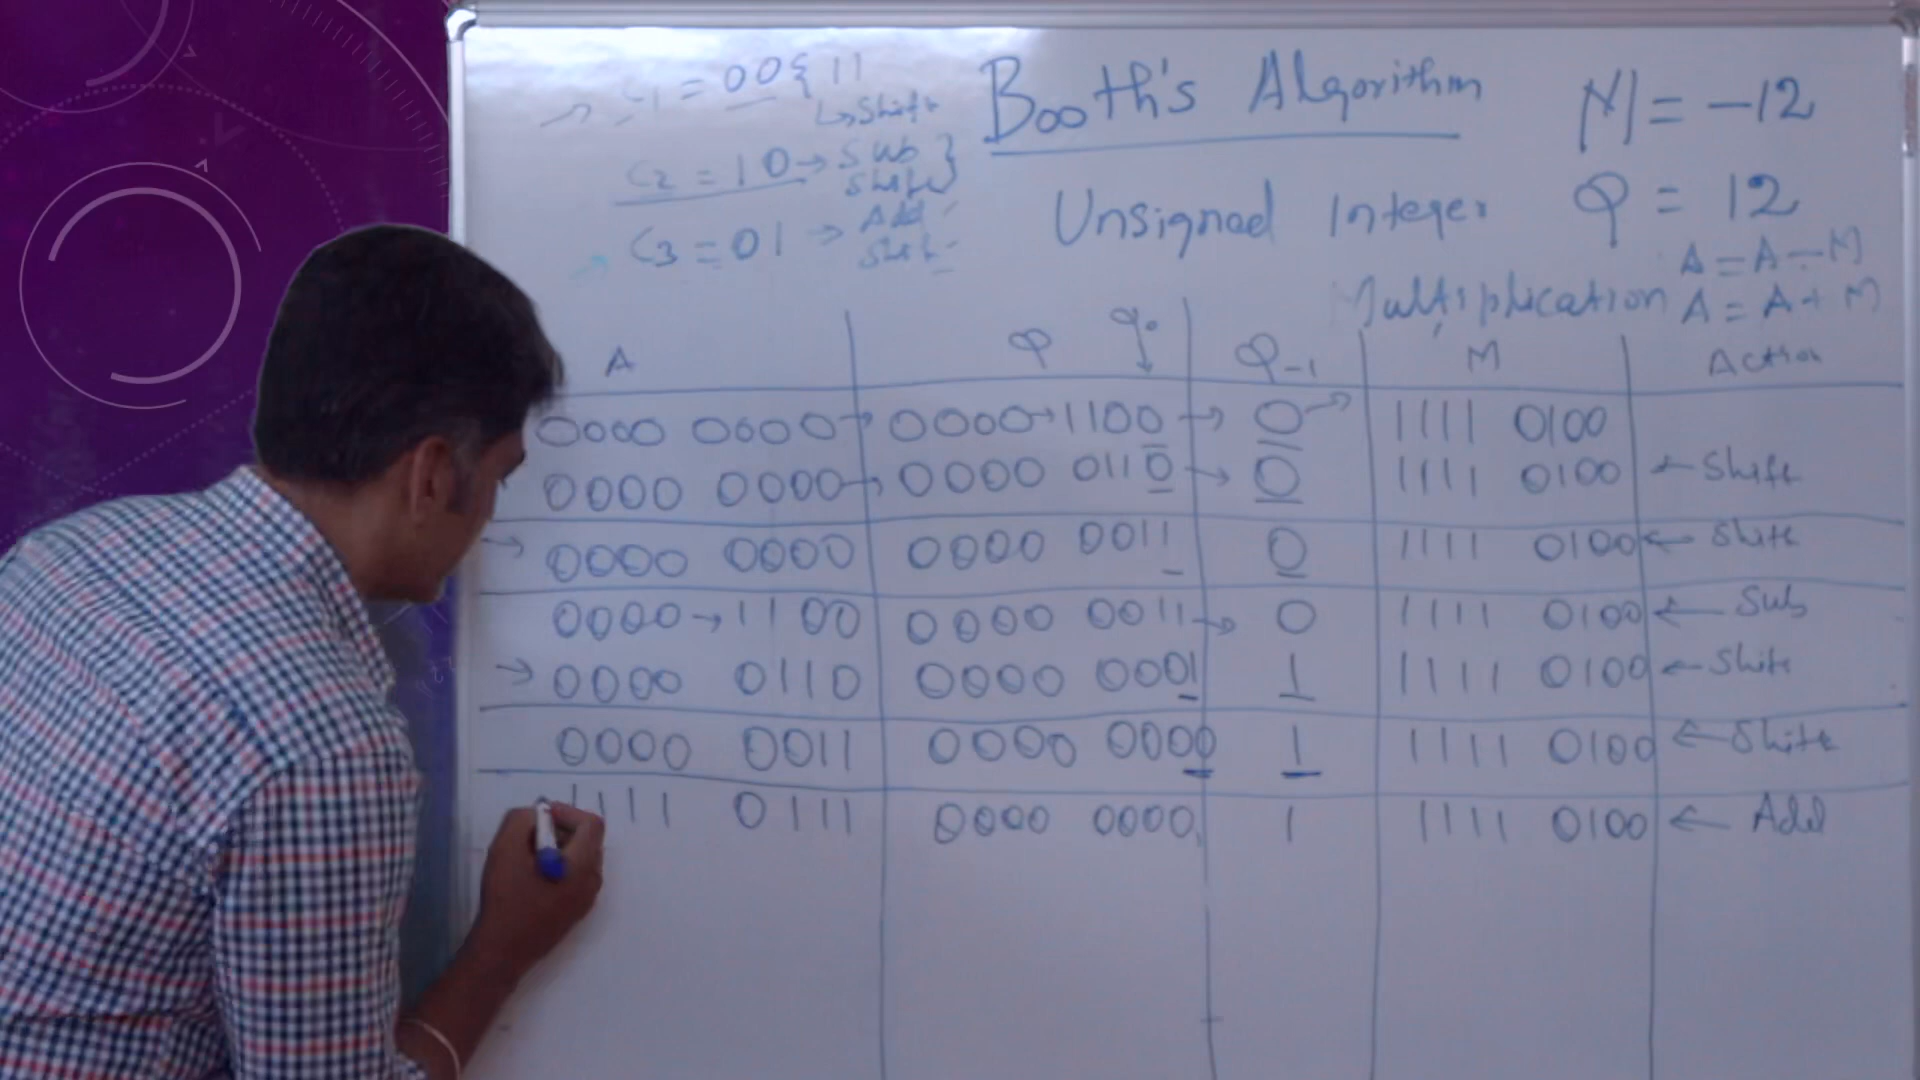 C1 = 00 { 11
↳ Shift
C2 = 10 → Sub }
Shift
C3 = 01 → Add
Shift
Booth's Algorithm
Unsigned Integer
Multiplication
M = -12
Q = 12
A = A - M
A = A + M
A Q q0 Q-1 M Action
0000 0000 → 0000 → 1100 → 0 → 1111 0100
0000 0000 → 0000 0110 → 0 1111 0100 ← Shift
→ 0000 0000 0000 0011 0 1111 0100 ← Shift
0000 → 1100 0000 0011 → 0 1111 0100 ← Sub
→ 0000 0110 0000 0001 1 1111 0100 ← Shift
0000 0011 0000 0000 1 1111 0100 ← Shift
1111 0111 0000 0000 1 1111 0100 ← Add